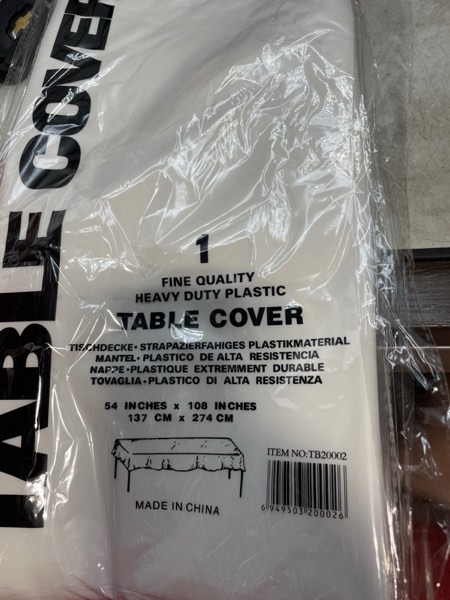 TABLE COVER
1
FINE QUALITY
HEAVY DUTY PLASTIC
TABLE COVER
TISCHDECKE · STRAPAZIERFAHIGES PLASTIKMATERIAL
MANTEL · PLASTICO DE ALTA RESISTENCIA
NAPPE · PLASTIQUE EXTREMMENT DURABLE
TOVAGLIA · PLASTICO DI ALTA RESISTENZA
54 INCHES x 108 INCHES
137 CM x 274 CM
ITEM NO:TB20002
MADE IN CHINA
6 949503 200026